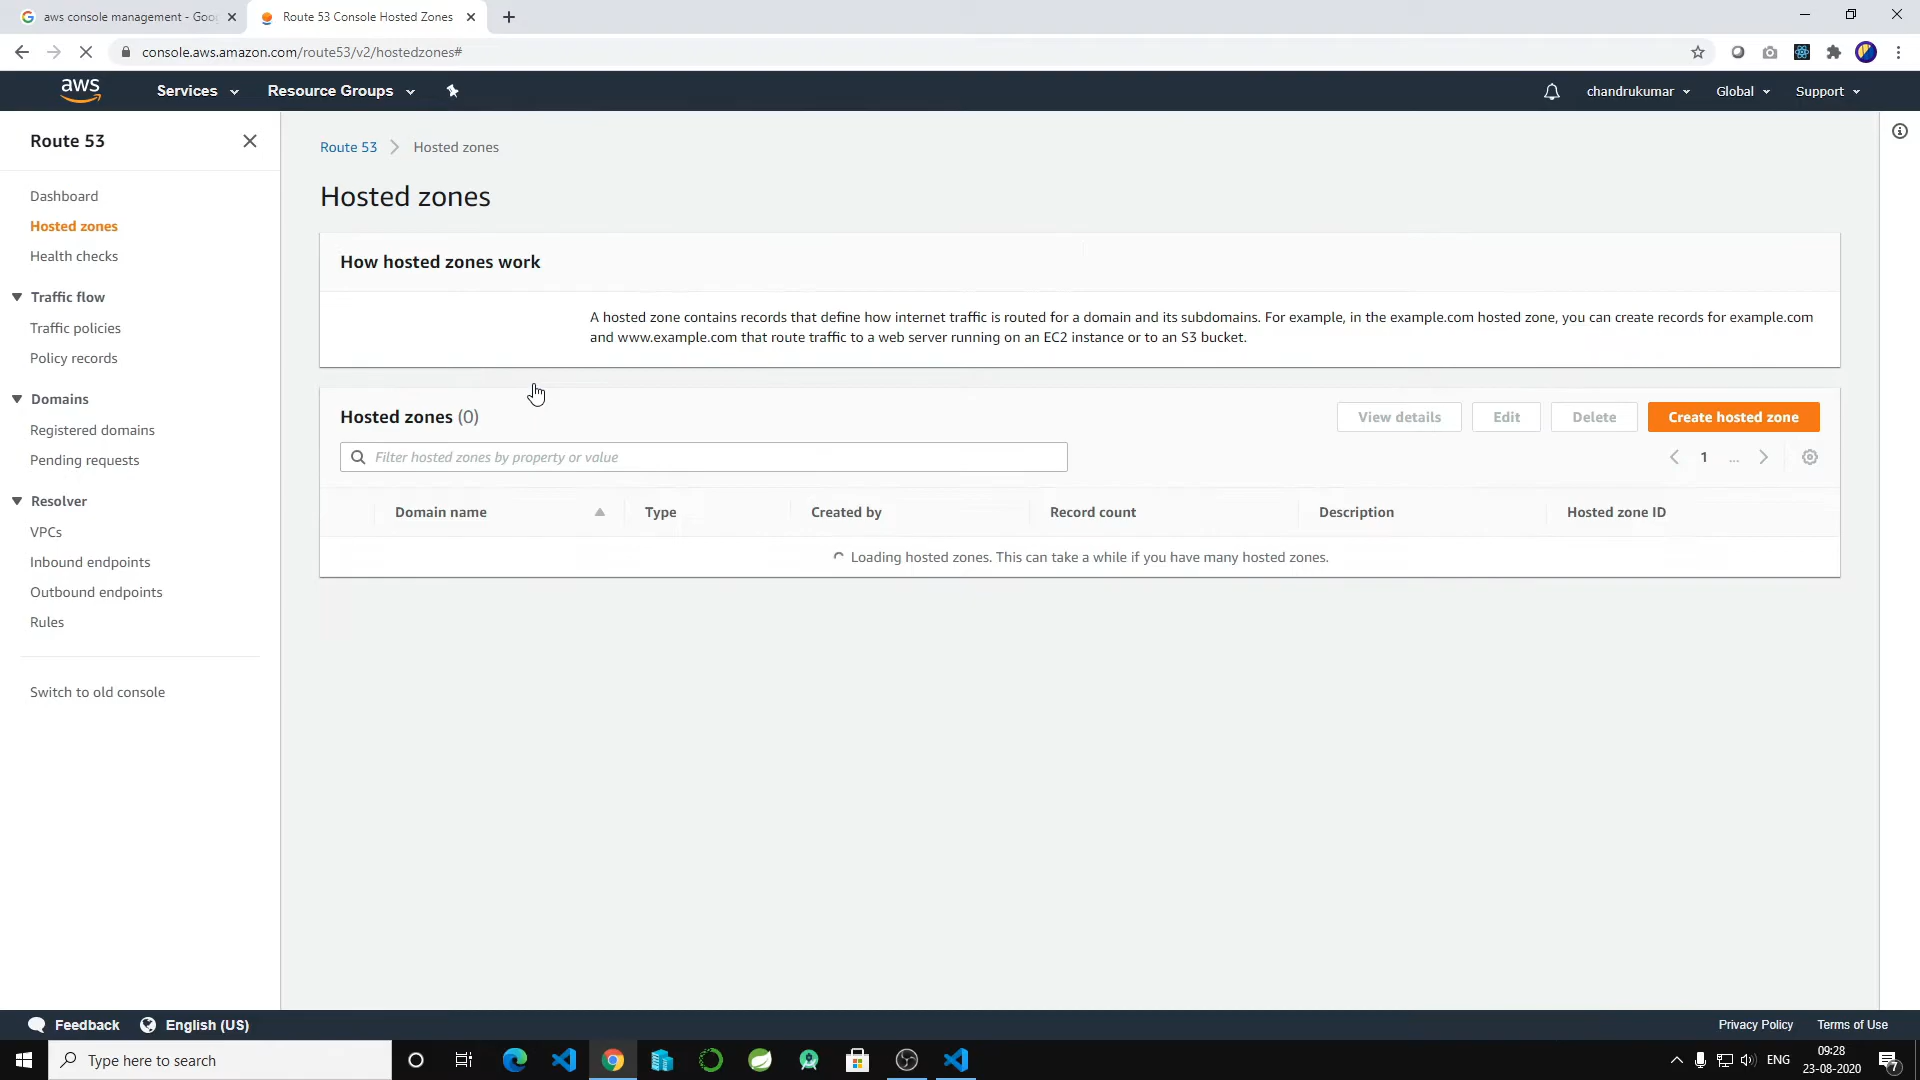 aws console management - Goo
Route 53 Console Hosted Zones
console.aws.amazon.com/route53/v2/hostedzones#
aws
Services
Resource Groups
chandrukumar
Global
Support
Route 53
Dashboard
Hosted zones
Health checks
Traffic flow
Traffic policies
Policy records
Domains
Registered domains
Pending requests
Resolver
VPCs
Inbound endpoints
Outbound endpoints
Rules
Switch to old console
Route 53 Hosted zones
Hosted zones
How hosted zones work
A hosted zone contains records that define how internet traffic is routed for a domain and its subdomains. For example, in the example.com hosted zone, you can create records for example.com
and www.example.com that route traffic to a web server running on an EC2 instance or to an S3 bucket.
Hosted zones (0)
View details
Edit
Delete
Create hosted zone
Filter hosted zones by property or value
1 ...
Domain name
Type
Created by
Record count
Description
Hosted zone ID
Loading hosted zones. This can take a while if you have many hosted zones.
Feedback
English (US)
Privacy Policy
Terms of Use
Type here to search
ENG
09:28
23-08-2020
7